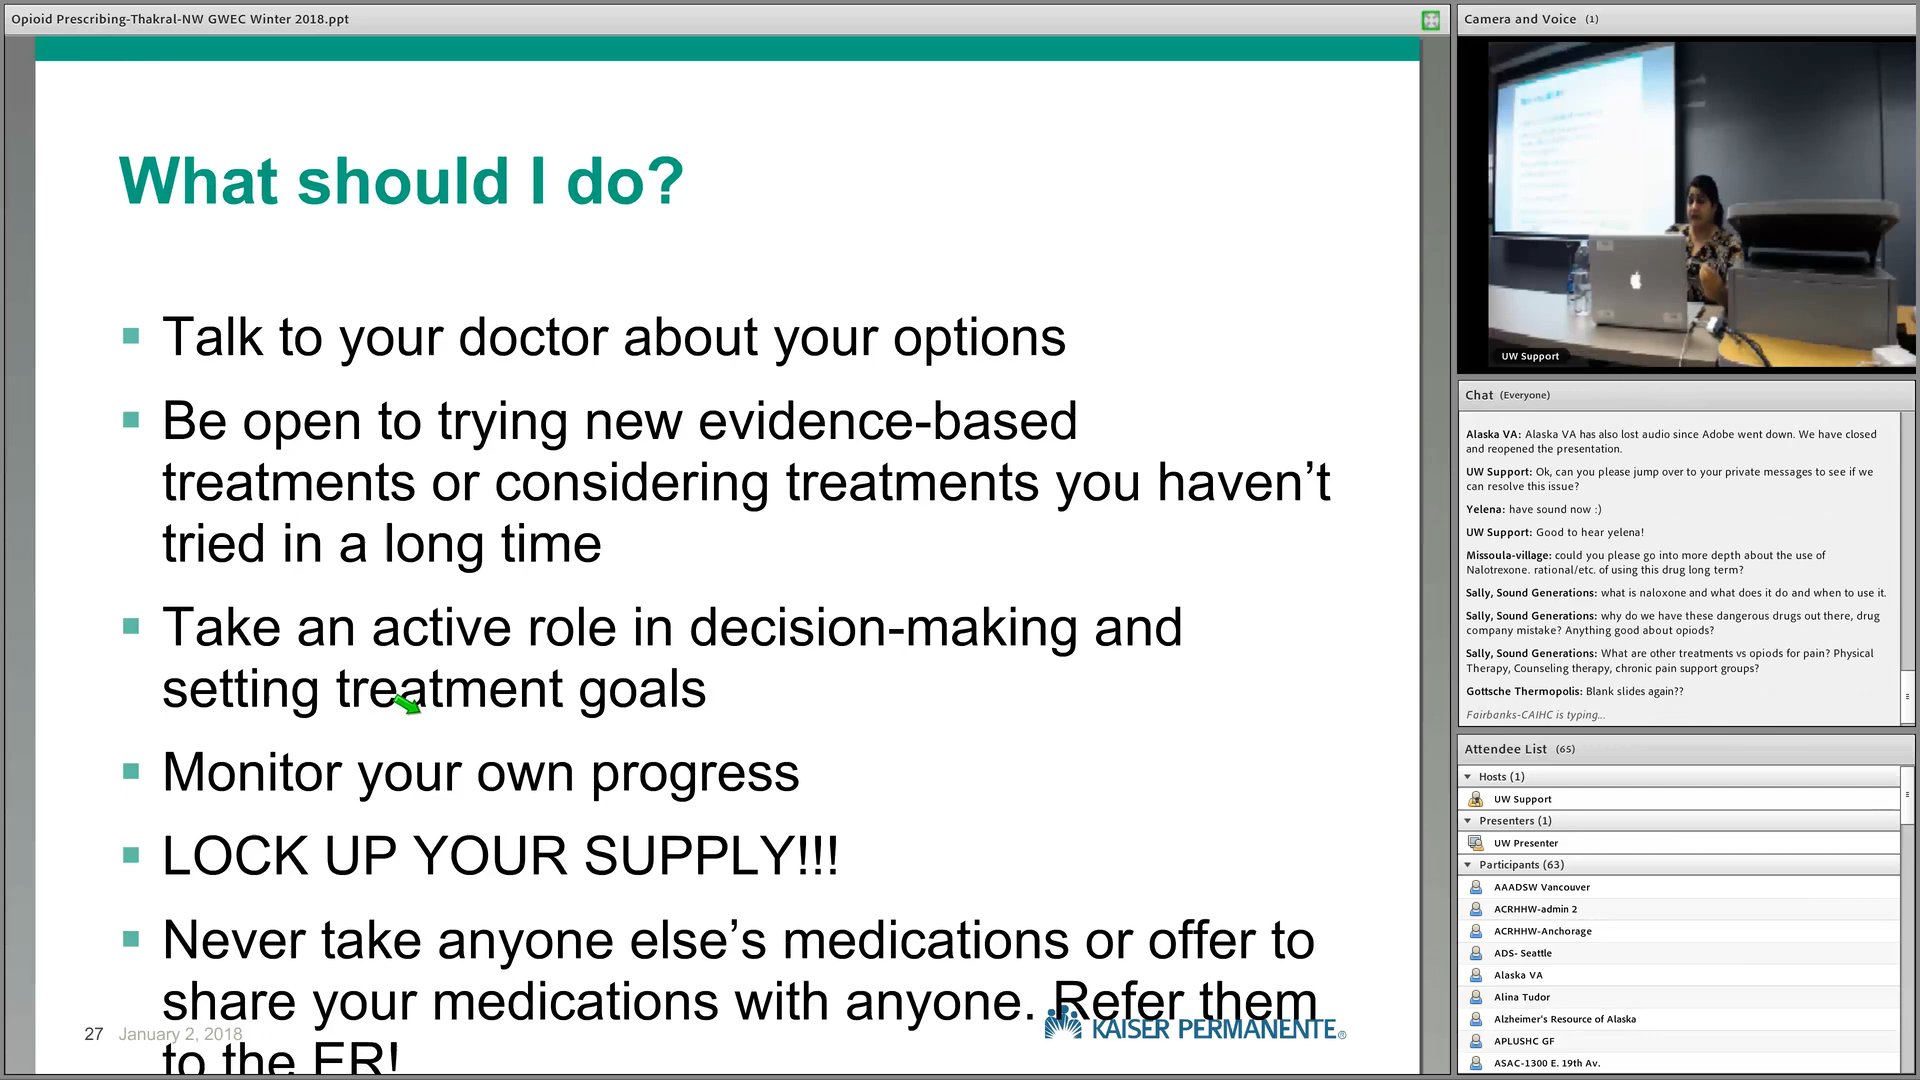 Opioid Prescribing-Thakral-NW GWEC Winter 2018.ppt
What should I do?
Talk to your doctor about your options
Be open to trying new evidence-based
treatments or considering treatments you haven’t
tried in a long time
Take an active role in decision-making and
setting treatment goals
Monitor your own progress
LOCK UP YOUR SUPPLY!!!
Never take anyone else’s medications or offer to
share your medications with anyone. Refer them
to the ER!
27 January 2, 2018
KAISER PERMANENTE®
Camera and Voice (1)
UW Support
Chat (Everyone)
Alaska VA: Alaska VA has also lost audio since Adobe went down. We have closed
and reopened the presentation.
UW Support: Ok, can you please jump over to your private messages to see if we
can resolve this issue?
Yelena: have sound now :)
UW Support: Good to hear yelena!
Missoula-village: could you please go into more depth about the use of
Nalotrexone. rational/etc. of using this drug long term?
Sally, Sound Generations: what is naloxone and what does it do and when to use it.
Sally, Sound Generations: why do we have these dangerous drugs out there, drug
company mistake? Anything good about opiods?
Sally, Sound Generations: What are other treatments vs opiods for pain? Physical
Therapy, Counseling therapy, chronic pain support groups?
Gottsche Thermopolis: Blank slides again??
Fairbanks-CAIHC is typing...
Attendee List (65)
Hosts (1)
UW Support
Presenters (1)
UW Presenter
Participants (63)
AAADSW Vancouver
ACRHHW-admin 2
ACRHHW-Anchorage
ADS- Seattle
Alaska VA
Alina Tudor
Alzheimer's Resource of Alaska
APLUSHC GF
ASAC-1300 E. 19th Av.